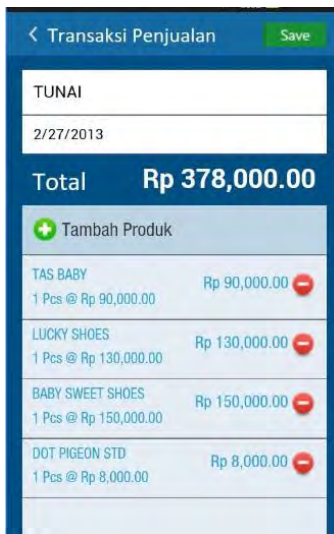 Transaksi Penjualan Save
TUNAI
2/27/2013
Total Rp 378,000.00
Tambah Produk
TAS BABY Rp 90,000.00
1 Pcs @ Rp 90,000.00
LUCKY SHOES Rp 130,000.00
1 Pcs @ Rp 130,000.00
BABY SWEET SHOES Rp 150,000.00
1 Pcs @ Rp 150,000.00
DOT PIGEON STD Rp 8,000.00
1 Pcs @ Rp 8,000.00